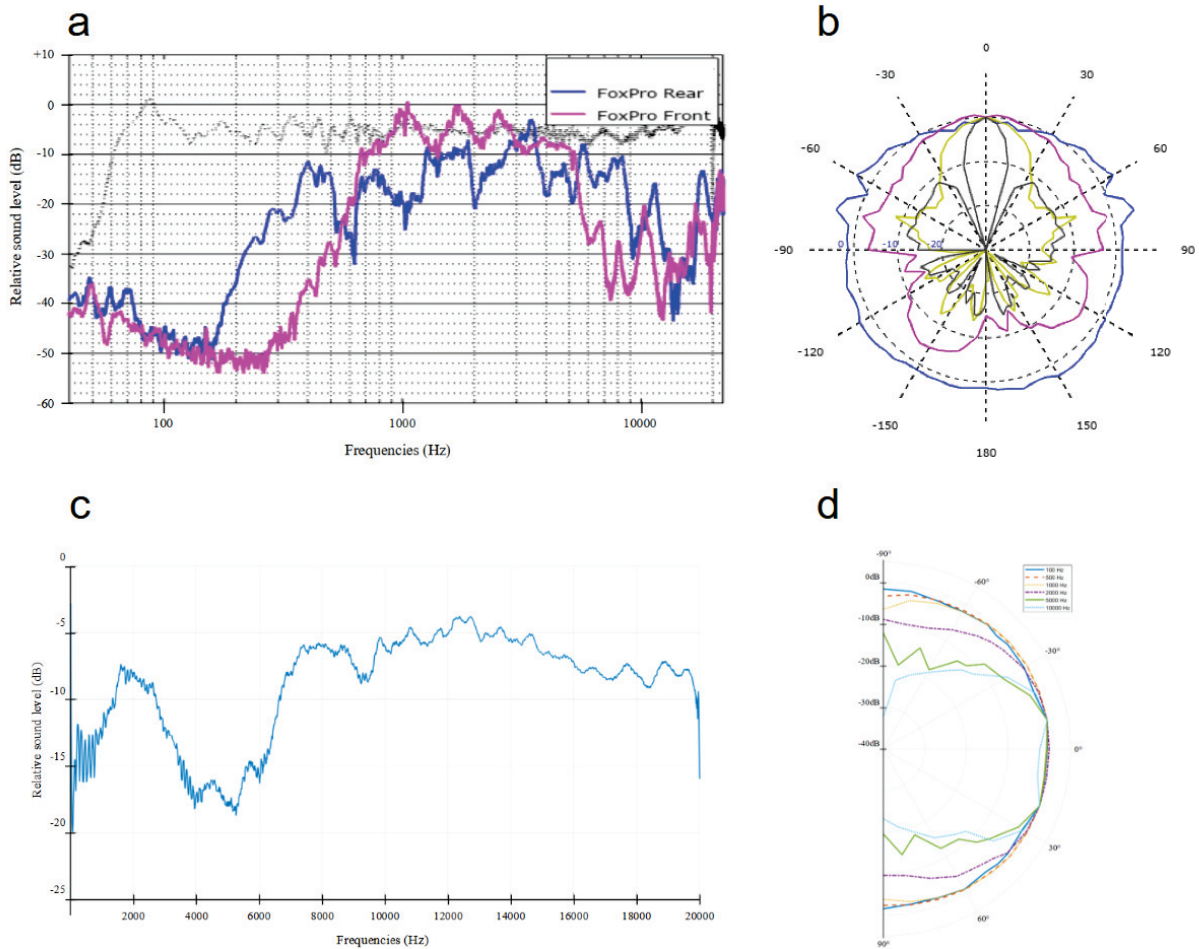 a
+10
0
-10
-20
-30
-40
-50
-60
Relative sound level (dB)
FoxPro Rear
FoxPro Front
100
1000
10000
Frequencies (Hz)
b
0
-30
30
-60
60
-90
0
-10
-20
90
-120
120
-150
150
180
c
0
-5
-10
-15
-20
-25
Relative sound level (dB)
2000
4000
6000
8000
10000
12000
14000
16000
18000
20000
Frequencies (Hz)
d
-90°
0dB
-10dB
-20dB
-30dB
-40dB
-60°
-30°
0°
30°
60°
90°
100 Hz
500 Hz
1000 Hz
2000 Hz
5000 Hz
10000 Hz